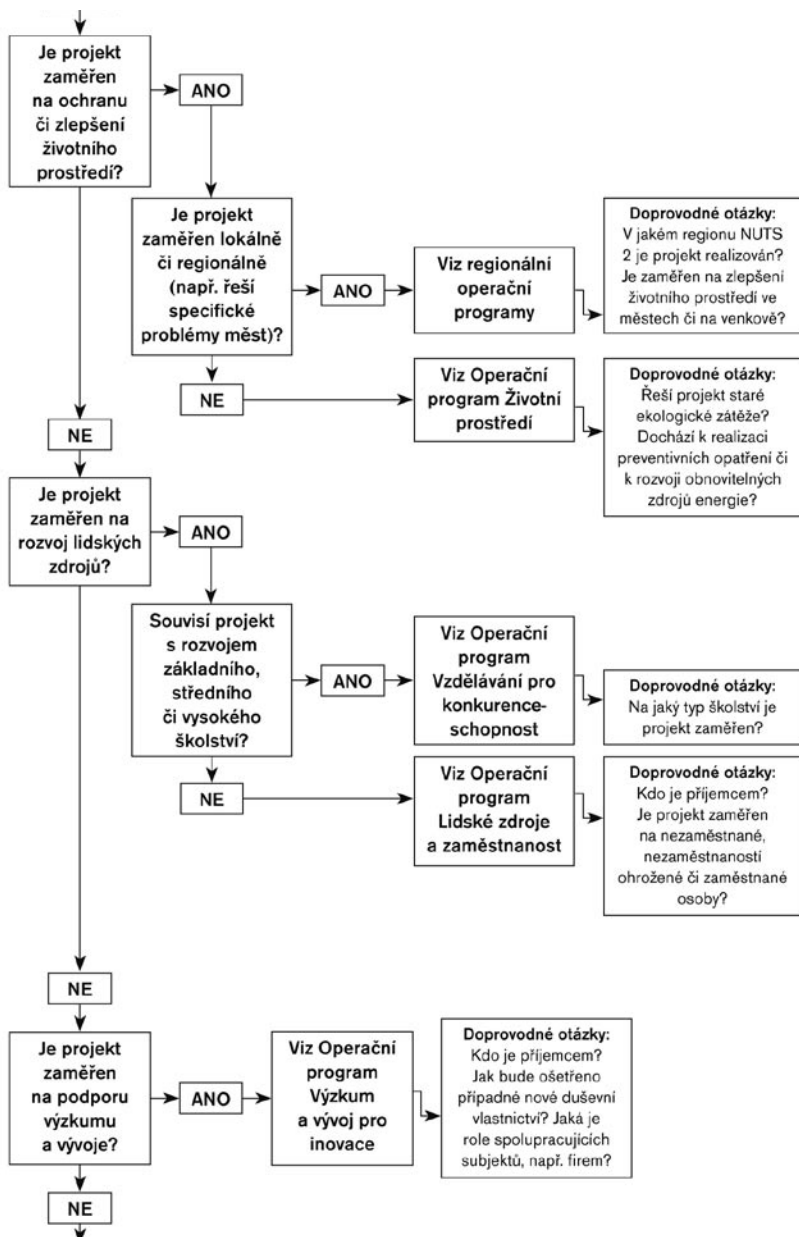 Je projekt
zaměřen
na ochranu
či zlepšení
životního
prostředí?
ANO
Je projekt
zaměřen lokálně
či regionálně
(např. řeší
specifické
problémy měst)?
ANO
Viz regionální
operační
programy
Doprovodné otázky:
V jakém regionu NUTS
2 je projekt realizován?
Je zaměřen na zlepšení
životního prostředí ve
městech či na venkově?
NE
Viz Operační
program Životní
prostředí
Doprovodné otázky:
Řeší projekt staré
ekologické zátěže?
Dochází k realizaci
preventivních opatření či
k rozvoji obnovitelných
zdrojů energie?
NE
Je projekt
zaměřen na
rozvoj lidských
zdrojů?
ANO
Souvisí projekt
s rozvojem
základního,
středního
či vysokého
školství?
ANO
Viz Operační
program
Vzdělávání pro
konkurence-
schopnost
Doprovodné otázky:
Na jaký typ školství je
projekt zaměřen?
NE
Viz Operační
program
Lidské zdroje
a zaměstnanost
Doprovodné otázky:
Kdo je příjemcem?
Je projekt zaměřen
na nezaměstnané,
nezaměstnaností
ohrožené či zaměstnané
osoby?
NE
Je projekt
zaměřen
na podporu
výzkumu
a vývoje?
ANO
Viz Operační
program
Výzkum
a vývoj pro
inovace
Doprovodné otázky:
Kdo je příjemcem?
Jak bude ošetřeno
případné nové duševní
vlastnictví? Jaká je
role spolupracujících
subjektů, např. firem?
NE